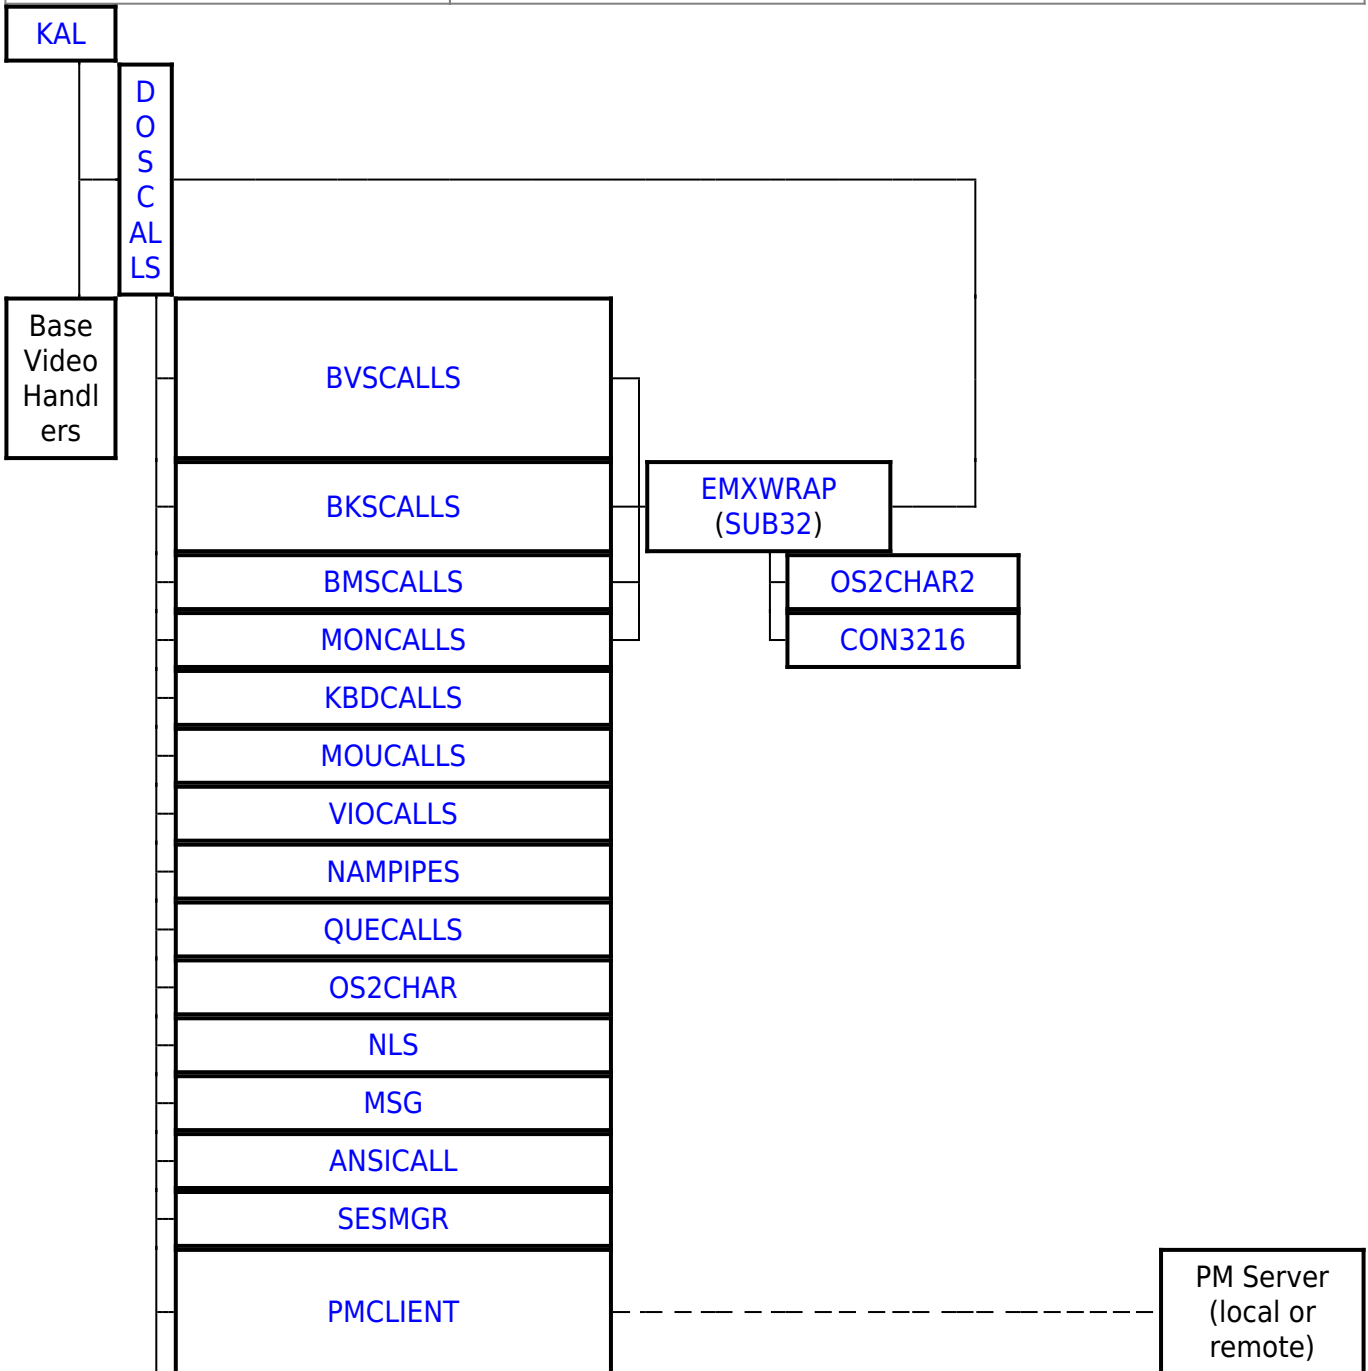 KAL
D
O
S
C
AL
LS
Base
Video
Handl
ers
BVSCALLS
BKSCALLS
EMXWRAP
(SUB32)
BMSCALLS
OS2CHAR2
MONCALLS
CON3216
KBDCALLS
MOUCALLS
VIOCALLS
NAMPIPES
QUECALLS
OS2CHAR
NLS
MSG
ANSICALL
SESMGR
PMCLIENT
PM Server
(local or
remote)